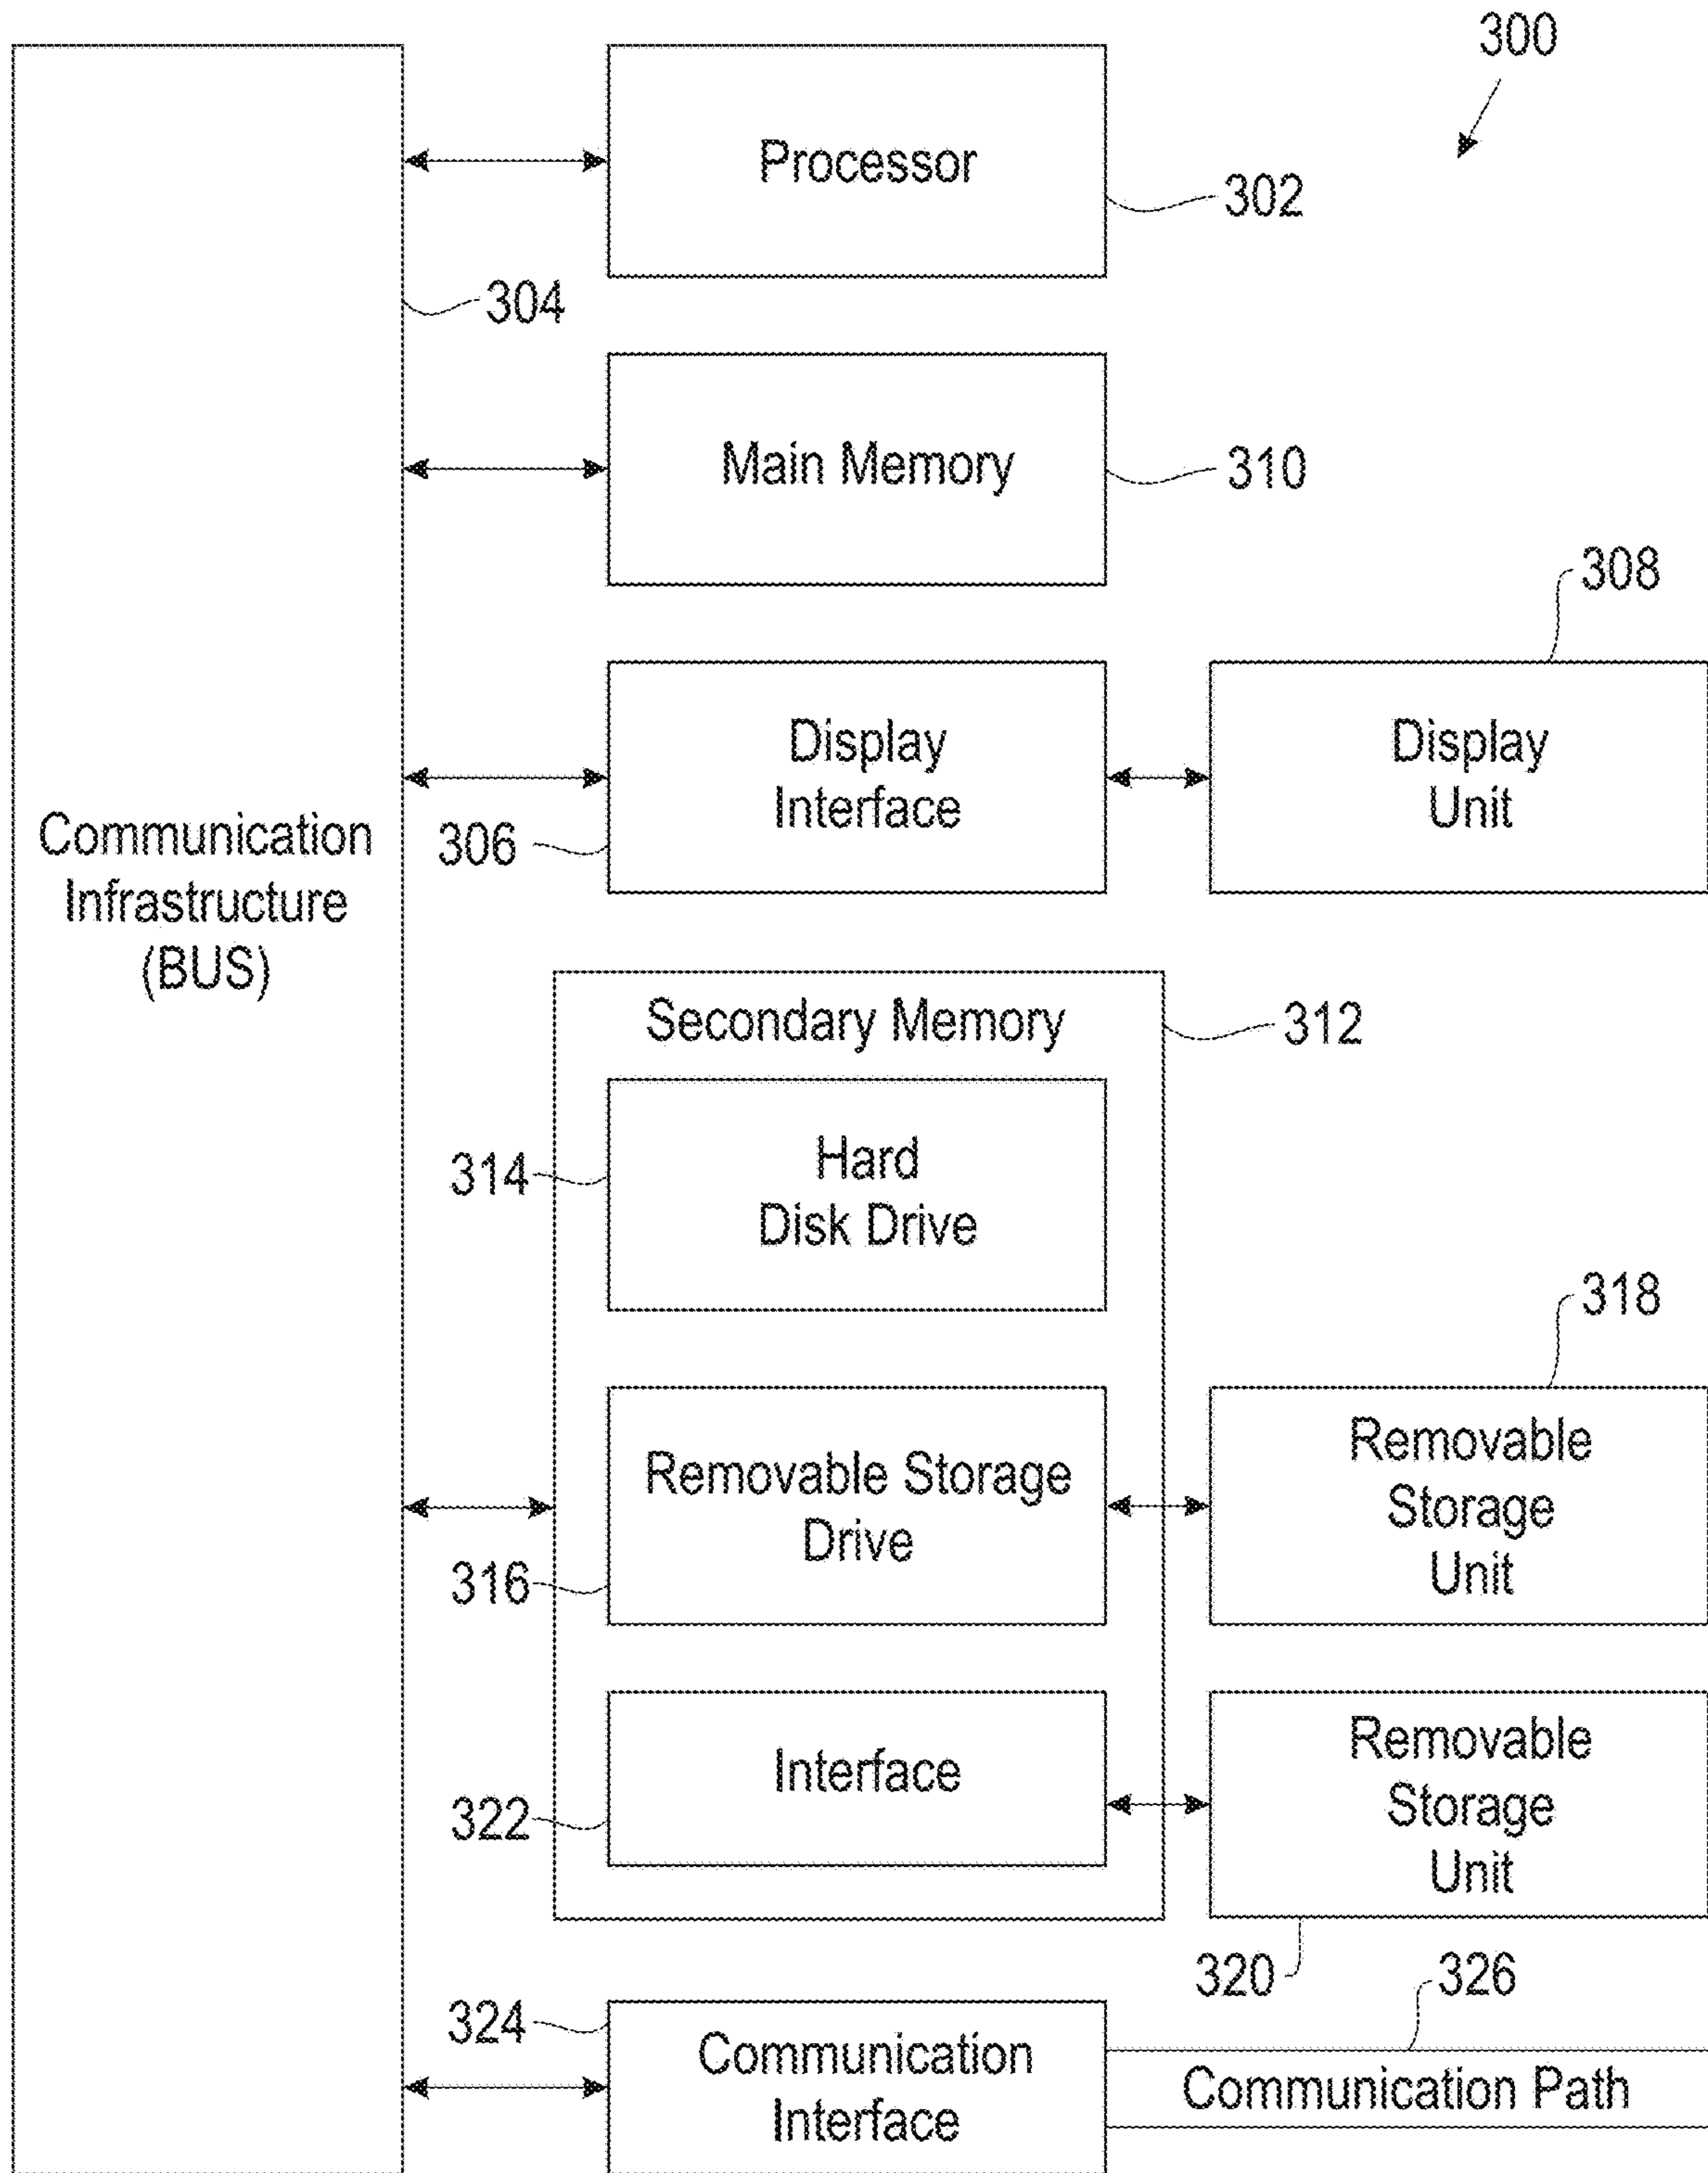 300
Processor
302
304
Main Memory
310
308
Display
Interface
306
Display
Unit
Communication
Infrastructure
(BUS)
Secondary Memory
312
Hard
Disk Drive
314
318
Removable Storage
Drive
316
Removable
Storage
Unit
Interface
322
Removable
Storage
Unit
320
326
324
Communication
Interface
Communication Path